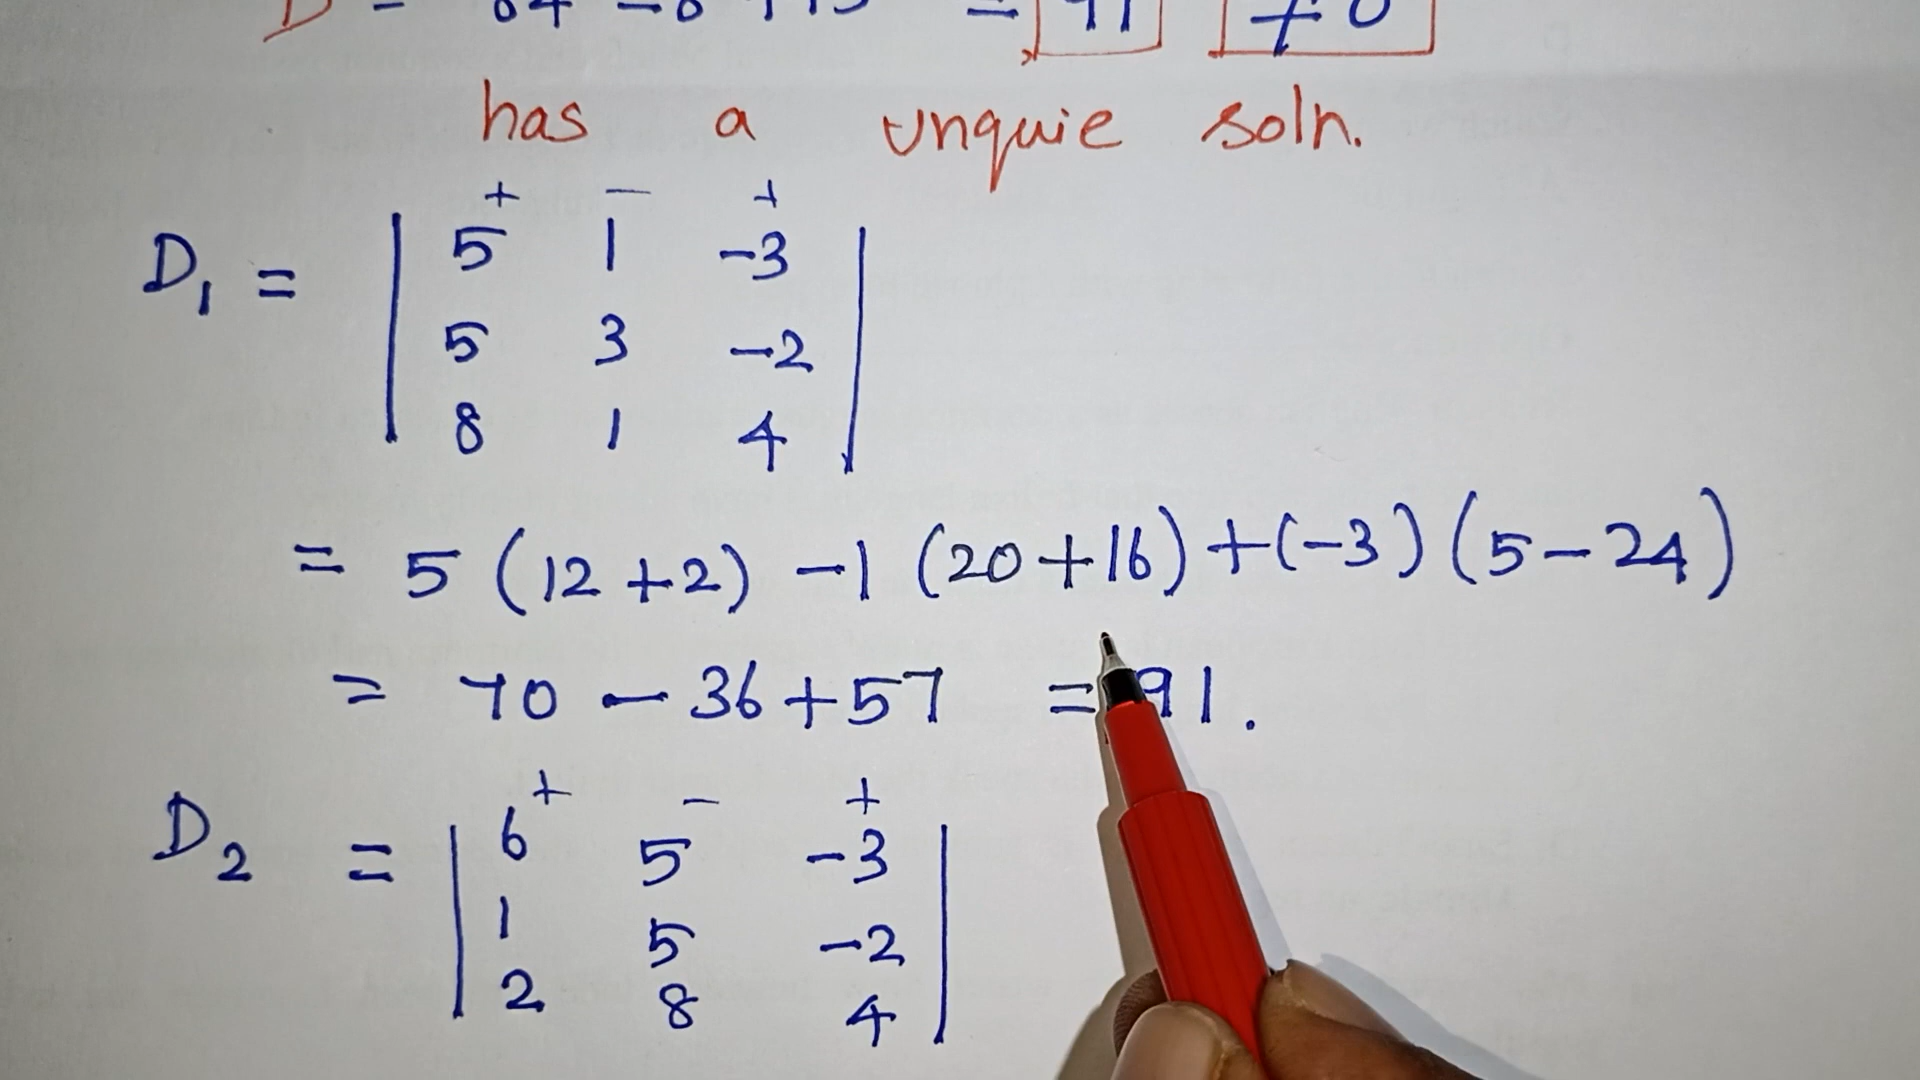 has a unquie soln.
+ - +
D₁ = | 5 1 -3 |
| 5 3 -2 |
| 8 1 4 |
= 5 (12 + 2) - 1 (20 + 16) + (-3) (5 - 24)
= 70 - 36 + 57 = 91.
+ - +
D₂ = | 6 5 -3 |
| 1 5 -2 |
| 2 8 4 |